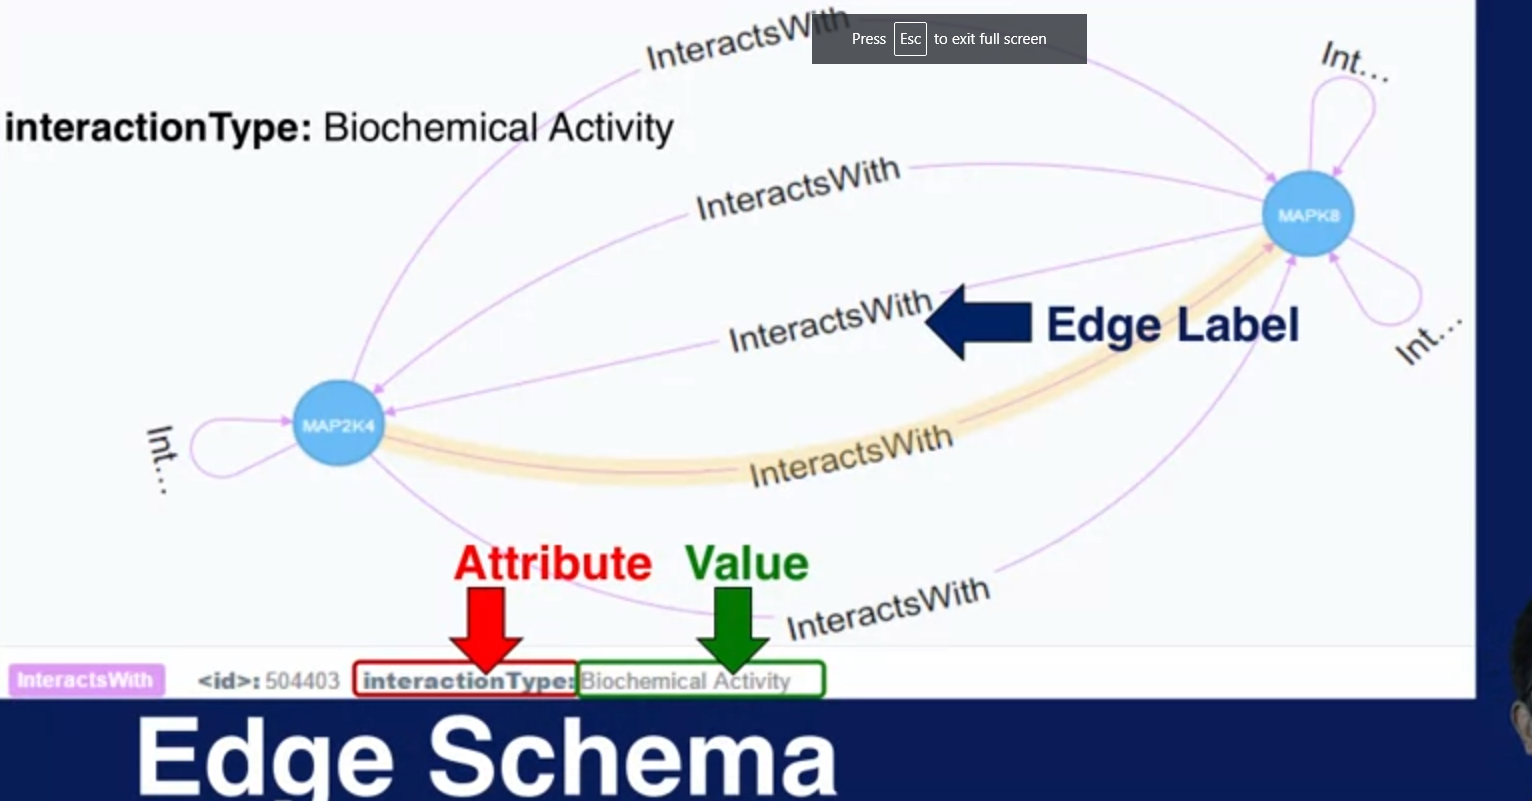 InteractsWith
Press Esc to exit full screen
Int...
interactionType: Biochemical Activity
InteractsWith
MAPK8
InteractsWith
Edge Label
Int...
MAP2K4
Int...
InteractsWith
Attribute Value
InteractsWith
InteractsWith <id>: 504403 interactionType: Biochemical Activity
Edge Schema